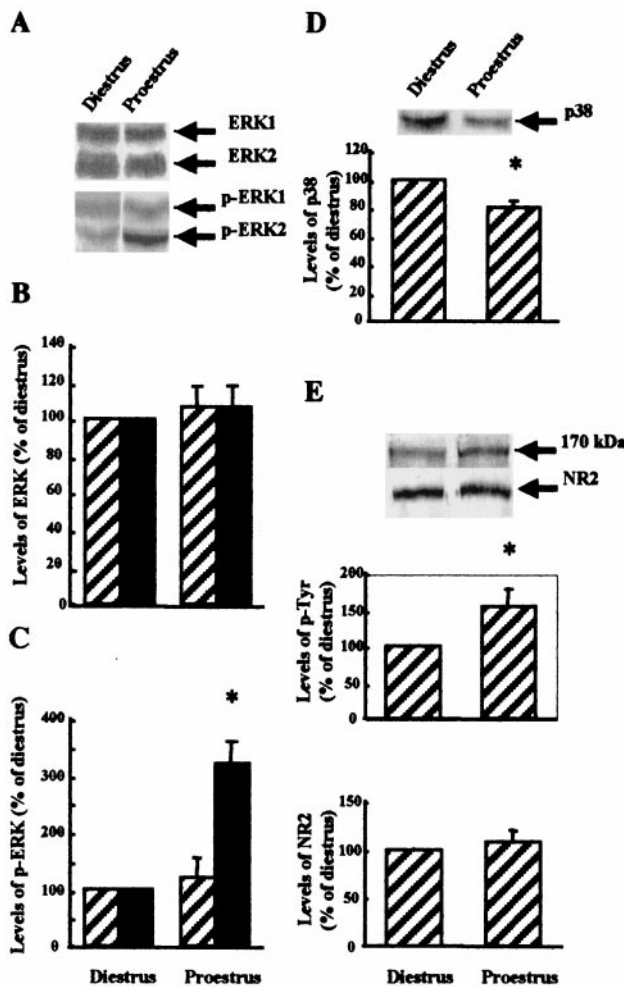 A
Diestrus
Proestrus
ERK1
ERK2
p-ERK1
p-ERK2
B
Levels of ERK (% of diestrus)
140
120
100
80
60
40
20
0
C
Levels of p-ERK (% of diestrus)
400
300
150
100
50
0
*
Diestrus
Proestrus
D
Diestrus
Proestrus
p38
Levels of p38
(% of diestrus)
120
100
80
60
40
20
0
*
E
170 kDa
NR2
Levels of p-Tyr
(% of diestrus)
200
150
100
50
0
*
Levels of NR2
(% of diestrus)
150
100
50
0
Diestrus
Proestrus